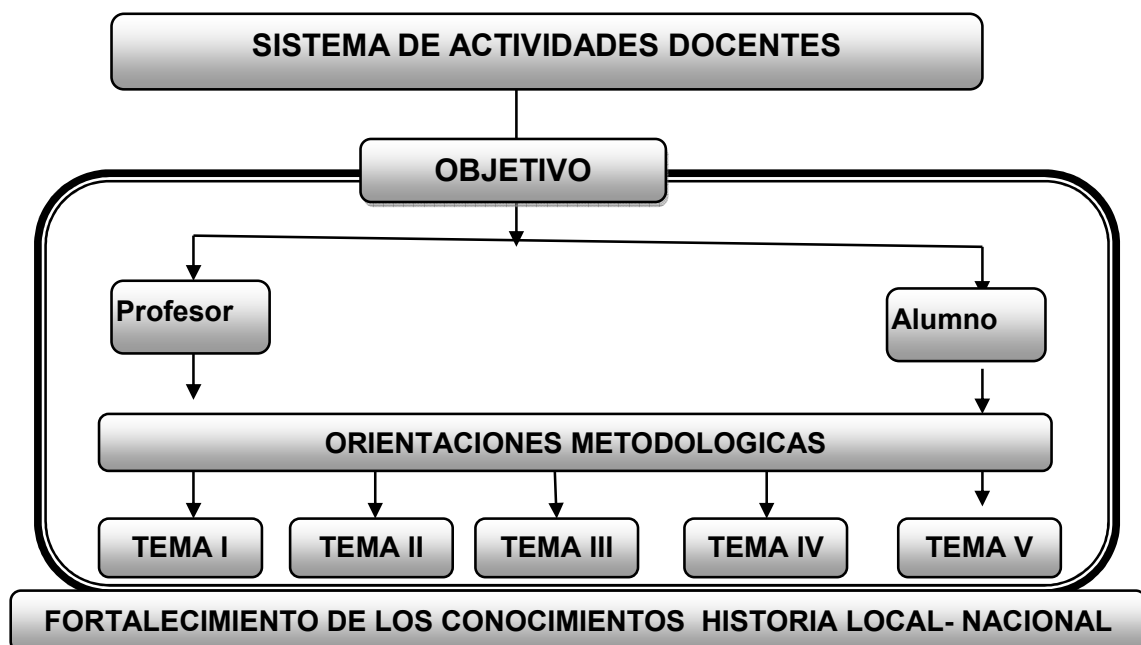 SISTEMA DE ACTIVIDADES DOCENTES
OBJETIVO
Profesor
Alumno
ORIENTACIONES METODOLOGICAS
TEMA I
TEMA II
TEMA III
TEMA IV
TEMA V
FORTALECIMIENTO DE LOS CONOCIMIENTOS HISTORIA LOCAL- NACIONAL